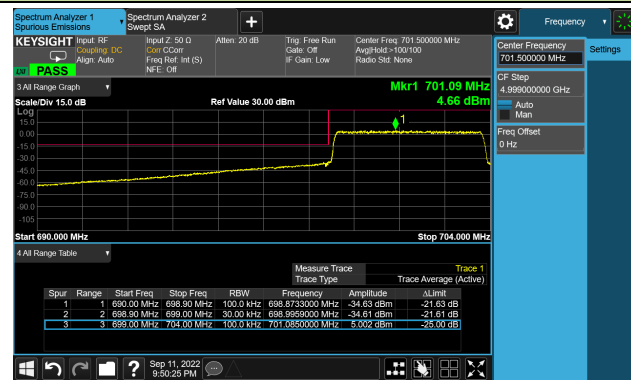 Spectrum Analyzer 1
Spurious Emissions
Spectrum Analyzer 2
Swept SA
Frequency
KEYSIGHT
Input: RF
Coupling: DC
Align: Auto
Input Z: 50 Ω
Corr CCorr
Freq Ref: Int (S)
NFE: Off
Atten: 20 dB
Trig: Free Run
Gate: Off
IF Gain: Low
Center Freq: 701.500000 MHz
Avg|Hold:>100/100
Radio Std: None
LXI PASS
Center Frequency
701.500000 MHz
Settings
CF Step
4.999000000 GHz
Auto
Man
Freq Offset
0 Hz
3 All Range Graph
Mkr1 701.09 MHz
Scale/Div 15.0 dB
Ref Value 30.00 dBm
4.66 dBm
Log
15.0
0.00
-15.0
-30.0
-45.0
-60.0
-75.0
-90.0
-105
1
Start 690.000 MHz
Stop 704.000 MHz
4 All Range Table
Measure Trace Trace 1
Trace Type Trace Average (Active)
Spur Range Start Freq Stop Freq RBW Frequency Amplitude ΔLimit
1 1 690.00 MHz 698.90 MHz 100.0 kHz 698.8733000 MHz -34.63 dBm -21.63 dB
2 2 698.90 MHz 699.00 MHz 30.00 kHz 698.9959000 MHz -34.61 dBm -21.61 dB
3 3 699.00 MHz 704.00 MHz 100.0 kHz 701.0850000 MHz 5.002 dBm -25.00 dB
Sep 11, 2022
9:50:25 PM